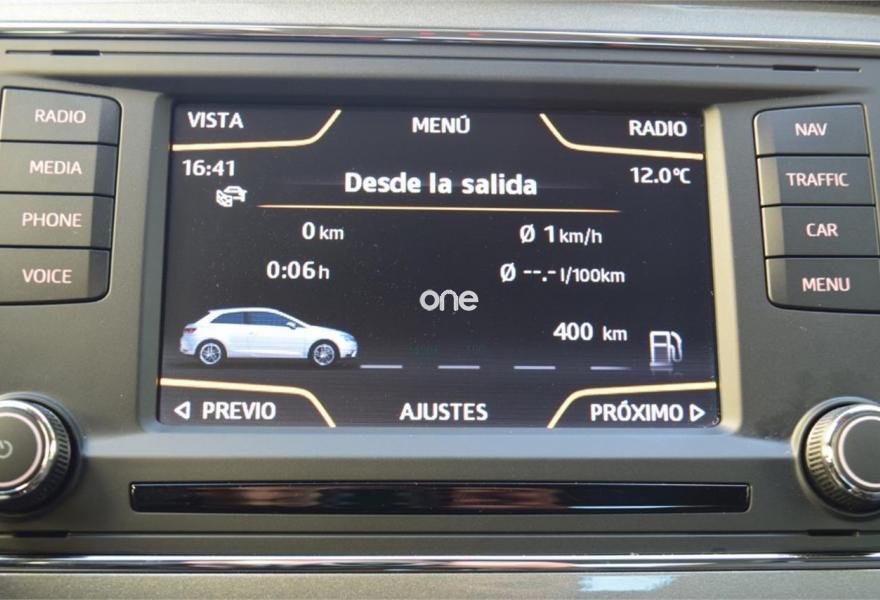 RADIO
MEDIA
PHONE
VOICE
VISTA MENÚ RADIO
16:41 12.0°C
Desde la salida
0 km Ø 1 km/h
0:06 h Ø --.- l/100km
one
400 km
◁ PREVIO AJUSTES PRÓXIMO ▷
NAV
TRAFFIC
CAR
MENU